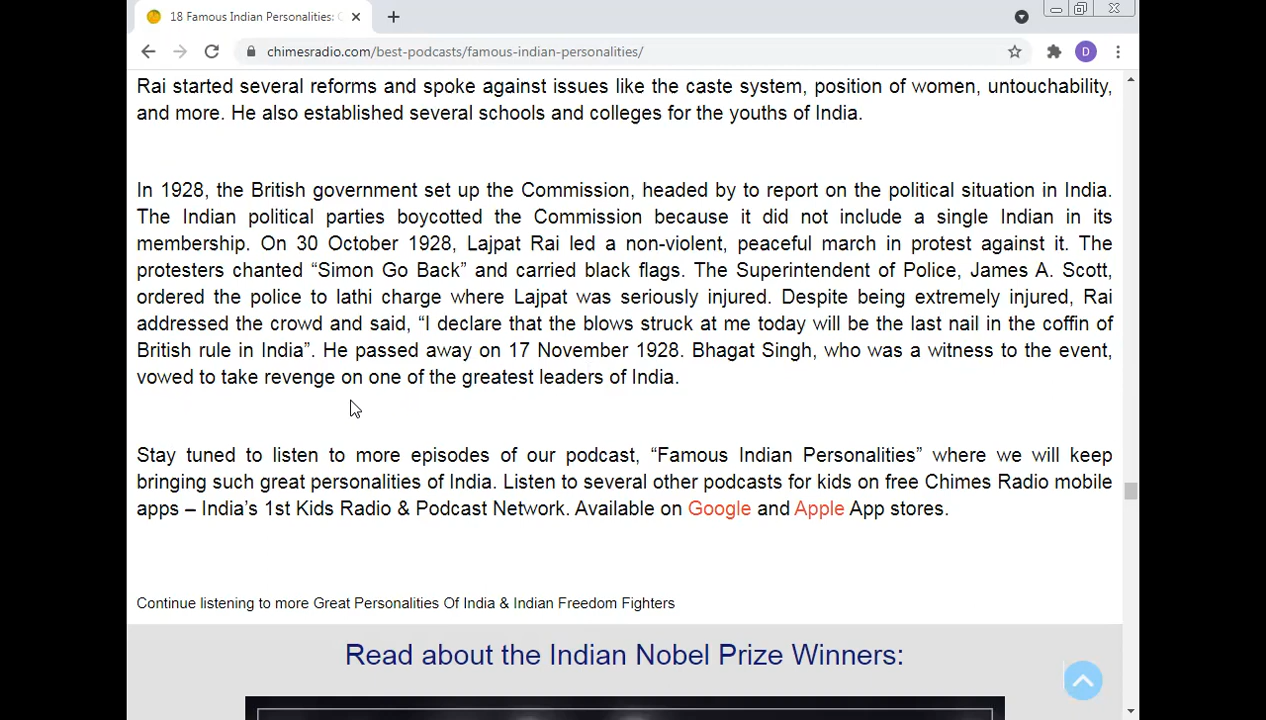 18 Famous Indian Personalities:
chimesradio.com/best-podcasts/famous-indian-personalities/
D
Rai started several reforms and spoke against issues like the caste system, position of women, untouchability,
and more. He also established several schools and colleges for the youths of India.
In 1928, the British government set up the Commission, headed by to report on the political situation in India.
The Indian political parties boycotted the Commission because it did not include a single Indian in its
membership. On 30 October 1928, Lajpat Rai led a non-violent, peaceful march in protest against it. The
protesters chanted “Simon Go Back” and carried black flags. The Superintendent of Police, James A. Scott,
ordered the police to lathi charge where Lajpat was seriously injured. Despite being extremely injured, Rai
addressed the crowd and said, “I declare that the blows struck at me today will be the last nail in the coffin of
British rule in India”. He passed away on 17 November 1928. Bhagat Singh, who was a witness to the event,
vowed to take revenge on one of the greatest leaders of India.
Stay tuned to listen to more episodes of our podcast, “Famous Indian Personalities” where we will keep
bringing such great personalities of India. Listen to several other podcasts for kids on free Chimes Radio mobile
apps – India’s 1st Kids Radio & Podcast Network. Available on Google and Apple App stores.
Continue listening to more Great Personalities Of India & Indian Freedom Fighters
Read about the Indian Nobel Prize Winners: